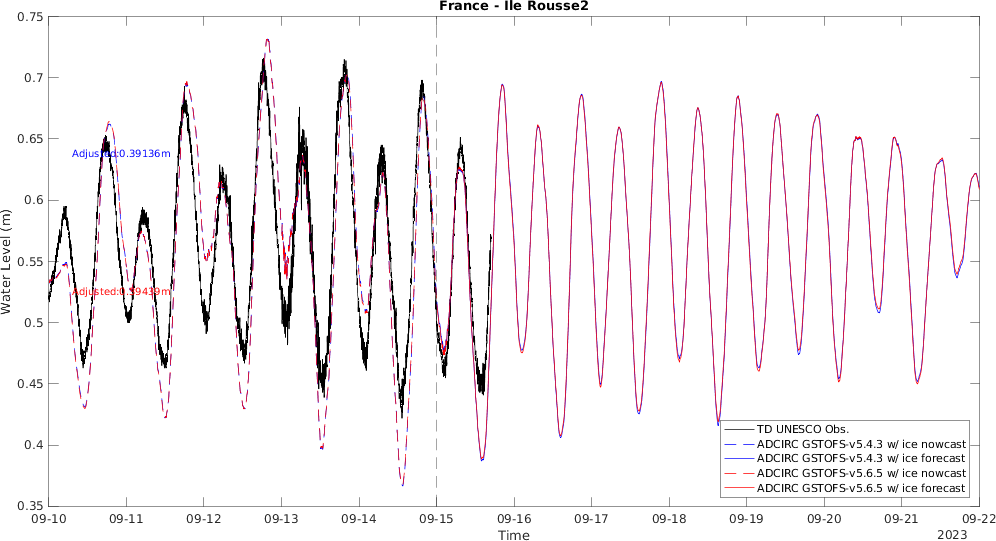 France - Ile Rousse2
0.75
0.7
0.65
0.6
0.55
0.5
0.45
0.4
0.35
Water Level (m)
Adjusted:0.39136m
Adjusted:0.39439m
TD UNESCO Obs.
ADCIRC GSTOFS-v5.4.3 w/ ice nowcast
ADCIRC GSTOFS-v5.4.3 w/ ice forecast
ADCIRC GSTOFS-v5.6.5 w/ ice nowcast
ADCIRC GSTOFS-v5.6.5 w/ ice forecast
09-10 09-11 09-12 09-13 09-14 09-15 09-16 09-17 09-18 09-19 09-20 09-21 09-22
Time
2023